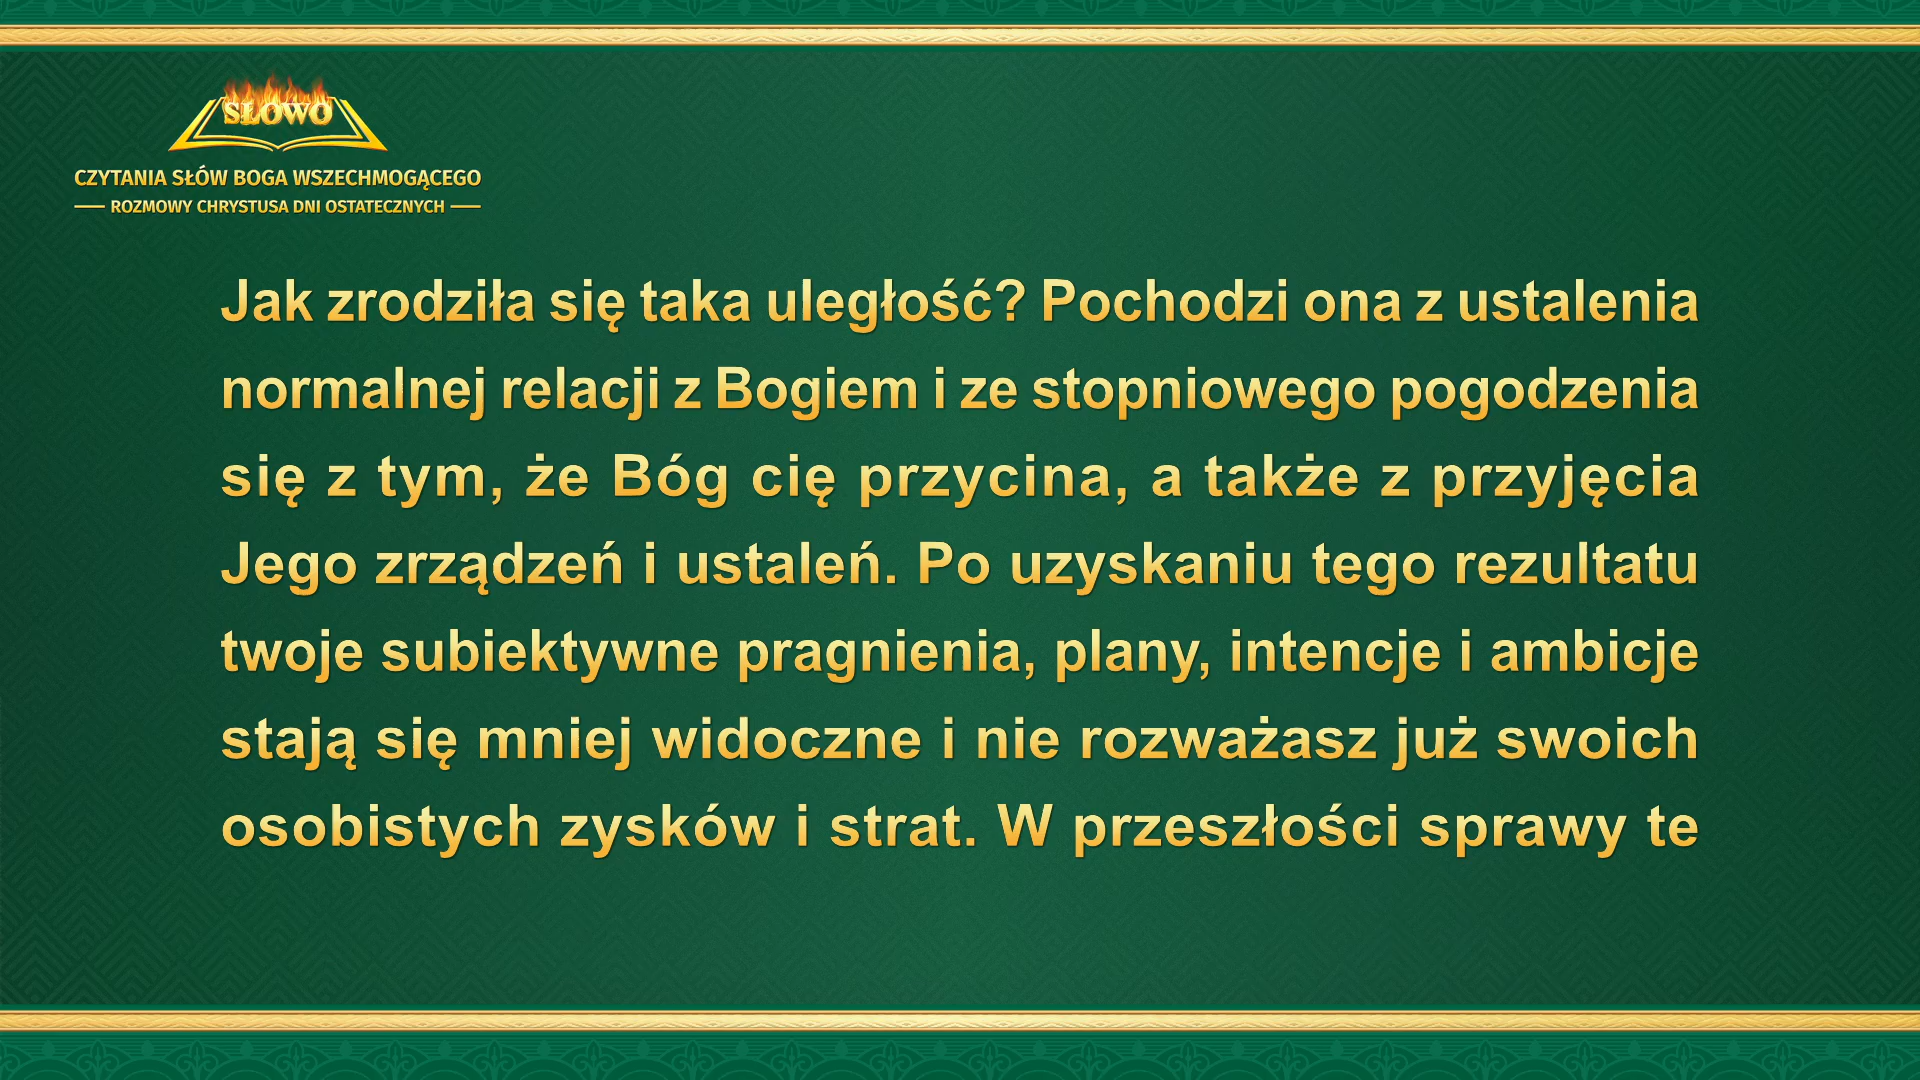 SŁOWO
CZYTANIA SŁÓW BOGA WSZECHMOGĄCEGO
ROZMOWY CHRYSTUSA DNI OSTATECZNYCH
Jak zrodziła się taka uległość? Pochodzi ona z ustalenia
normalnej relacji z Bogiem i ze stopniowego pogodzenia
się z tym, że Bóg cię przycina, a także z przyjęcia
Jego zrządzeń i ustaleń. Po uzyskaniu tego rezultatu
twoje subiektywne pragnienia, plany, intencje i ambicje
stają się mniej widoczne i nie rozważasz już swoich
osobistych zysków i strat. W przeszłości sprawy te